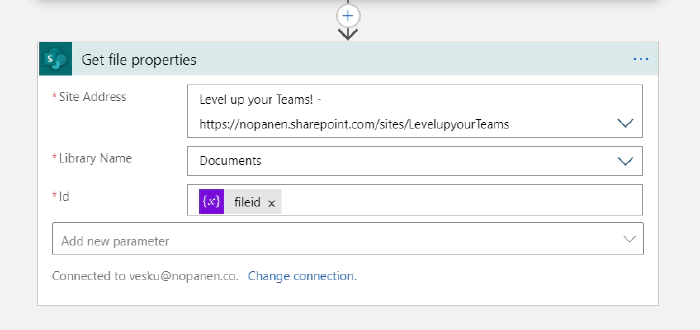 Get file properties
...
* Site Address
Level up your Teams! -
https://nopanen.sharepoint.com/sites/LevelupyourTeams
* Library Name
Documents
* Id
{x} fileid ×
Add new parameter
Connected to vesku@nopanen.co. Change connection.